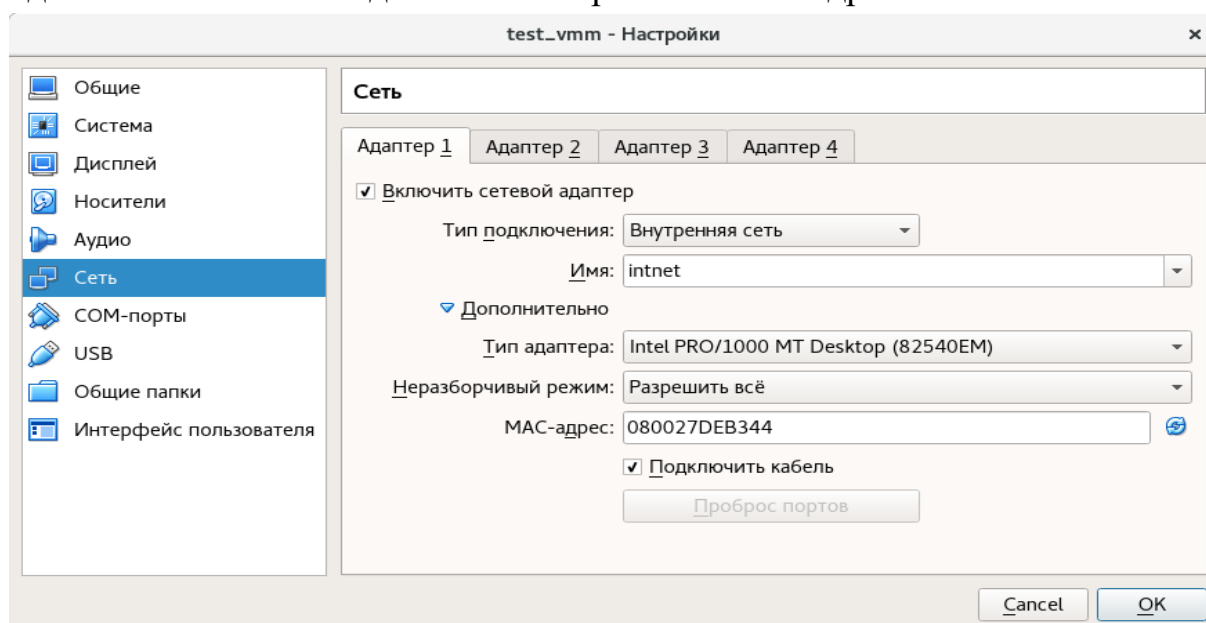 test_vmm - Настройки
×
Общие
Система
Дисплей
Носители
Аудио
Сеть
COM-порты
USB
Общие папки
Интерфейс пользователя
Сеть
Адаптер 1 Адаптер 2 Адаптер 3 Адаптер 4
Включить сетевой адаптер
Тип подключения: Внутренняя сеть
Имя: intnet
Дополнительно
Тип адаптера: Intel PRO/1000 MT Desktop (82540EM)
Неразборчивый режим: Разрешить всё
MAC-адрес: 080027DEB344
Подключить кабель
Проброс портов
Cancel OK